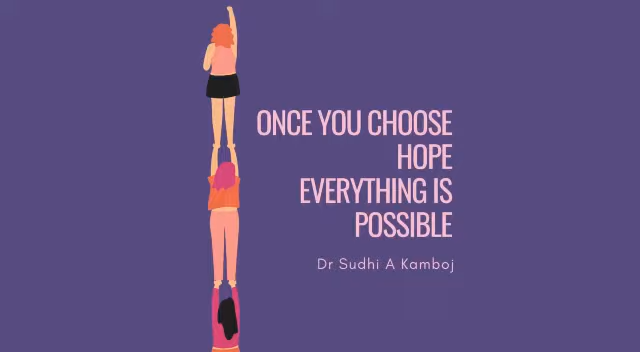 ONCE YOU CHOOSE
HOPE
EVERYTHING IS
POSSIBLE
Dr Sudhi A Kamboj